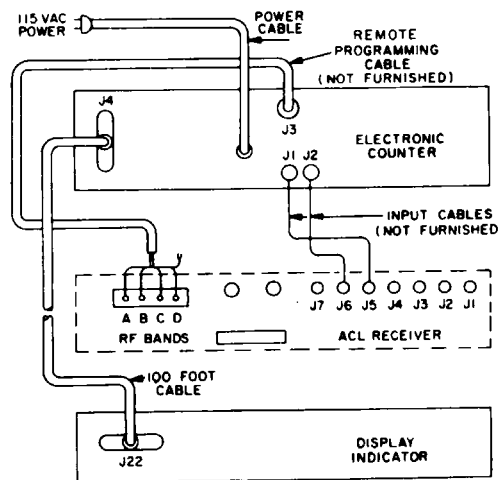 115 VAC
POWER
POWER
CABLE
REMOTE
PROGRAMMING
CABLE
(NOT FURNISHED)
J4
J3
ELECTRONIC
COUNTER
J1 J2
INPUT CABLES
(NOT FURNISHED
J7 J6 J5 J4 J3 J2 J1
A B C D
RF BANDS
ACL RECEIVER
100 FOOT
CABLE
J22
DISPLAY
INDICATOR